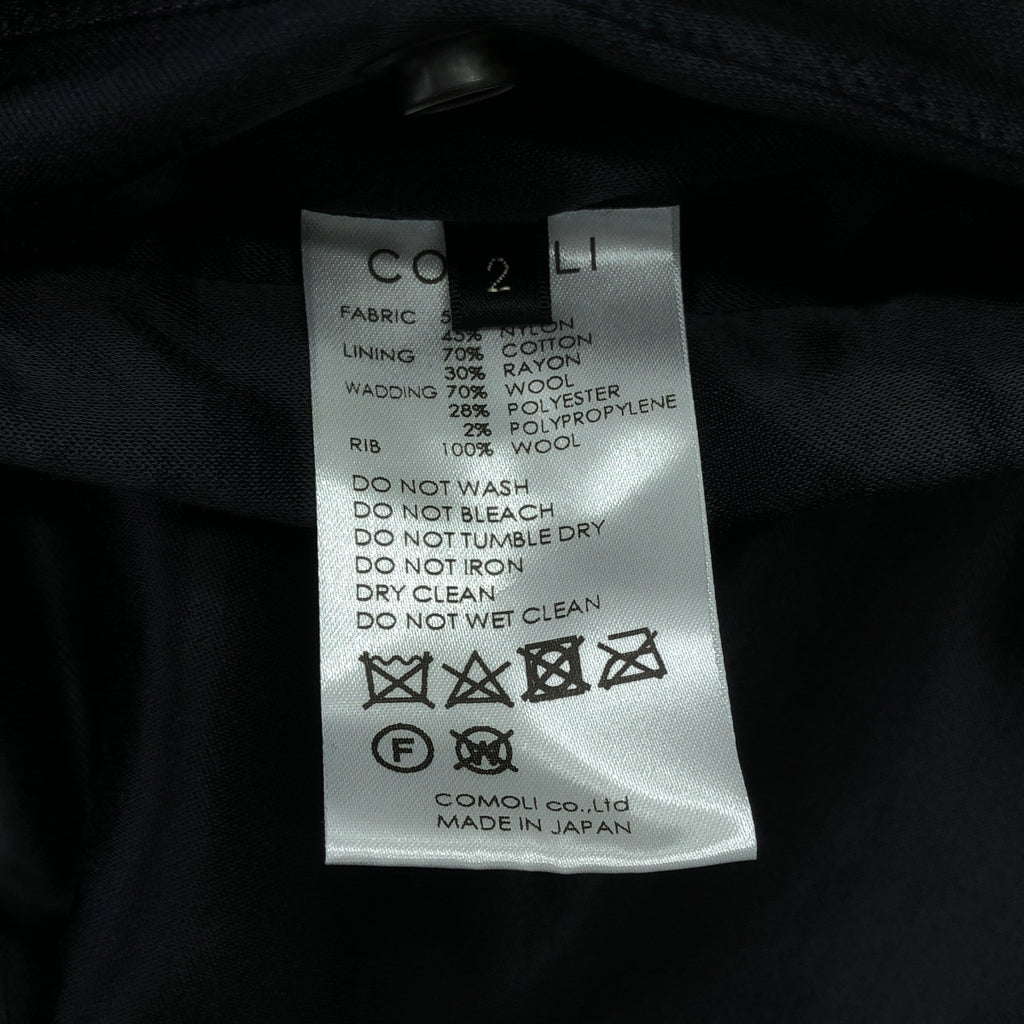 CO LI
2
FABRIC 5
45% NYLON
LINING 70% COTTON
30% RAYON
WADDING 70% WOOL
28% POLYESTER
2% POLYPROPYLENE
RIB 100% WOOL
DO NOT WASH
DO NOT BLEACH
DO NOT TUMBLE DRY
DO NOT IRON
DRY CLEAN
DO NOT WET CLEAN
F W
COMOLI co.,Ltd
MADE IN JAPAN